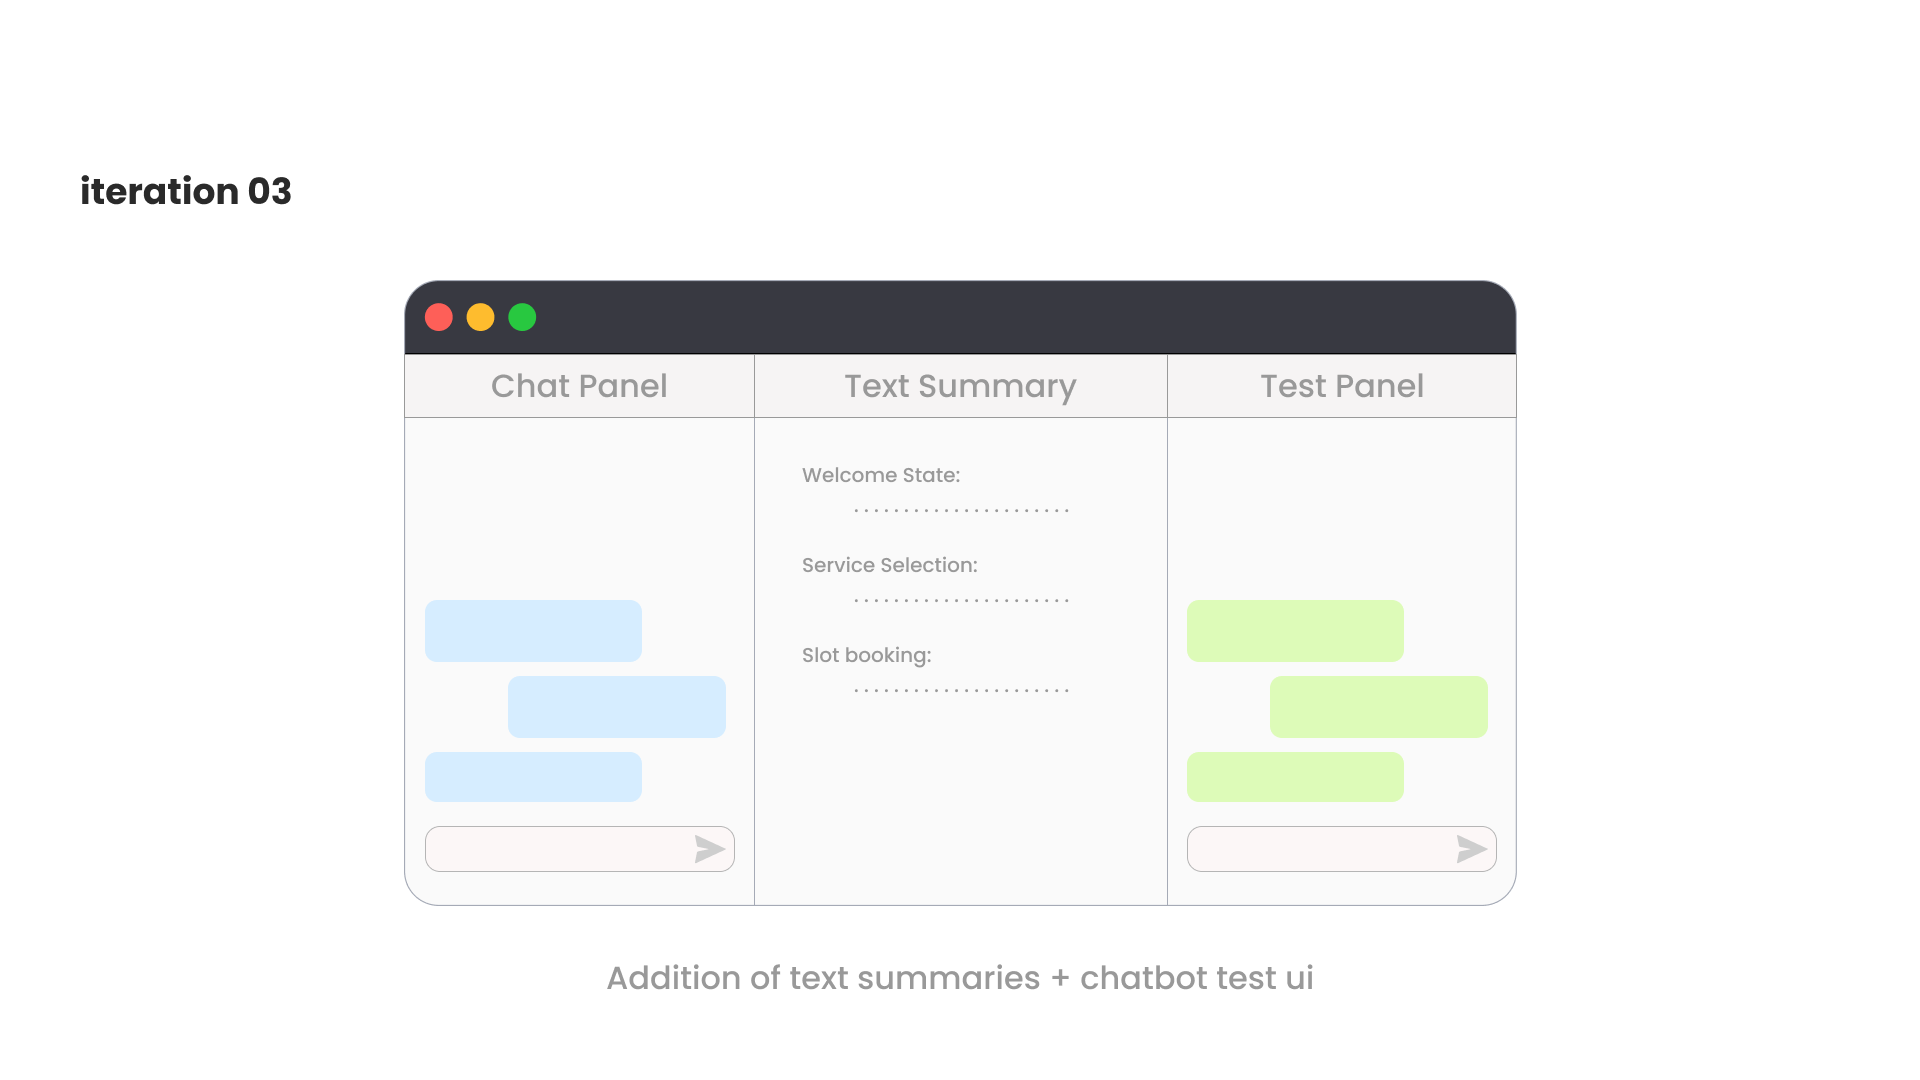 iteration 03
Chat Panel
Text Summary
Test Panel
Welcome State:
Service Selection:
Slot booking:
Addition of text summaries + chatbot test ui